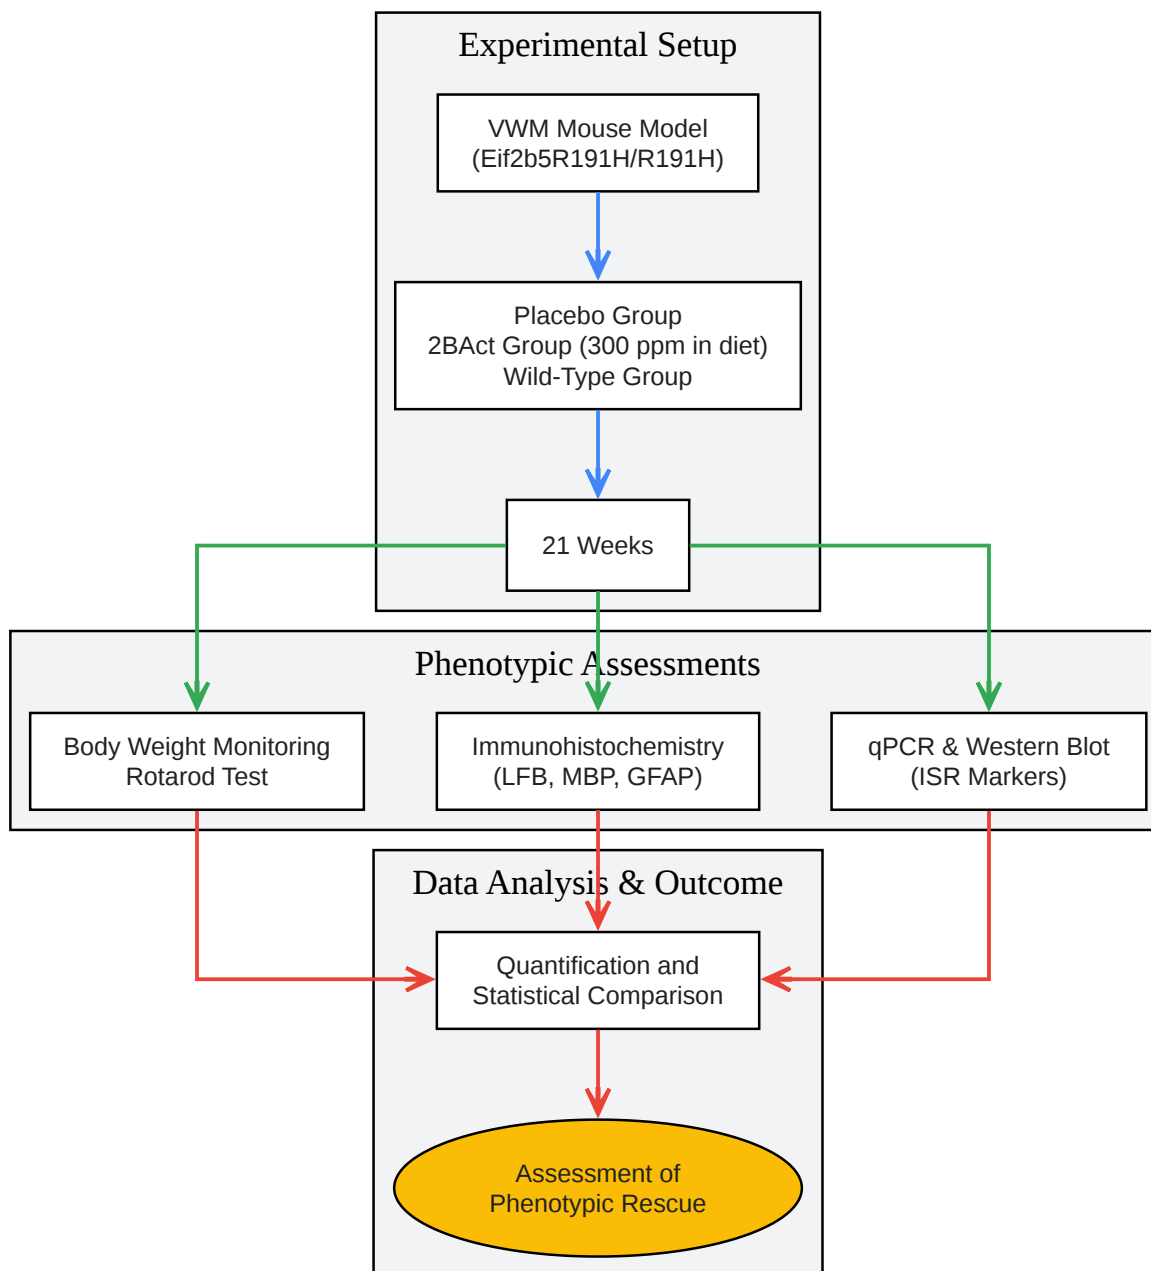 Experimental Setup
VWM Mouse Model
(Eif2b5R191H/R191H)
Placebo Group
2BAct Group (300 ppm in diet)
Wild-Type Group
21 Weeks
Phenotypic Assessments
Body Weight Monitoring
Rotarod Test
Immunohistochemistry
(LFB, MBP, GFAP)
qPCR & Western Blot
(ISR Markers)
Data Analysis & Outcome
Quantification and
Statistical Comparison
Assessment of
Phenotypic Rescue